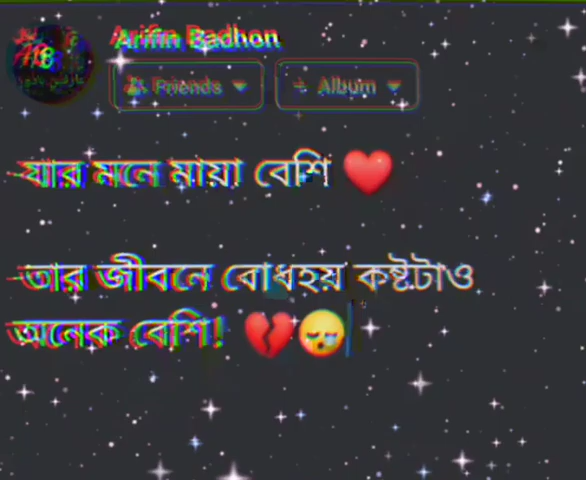 Arifin Badhon
Friends
+ Album
-যার মনে মায়া বেশি ❤️
-তার জীবনে বোধহয় কষ্টটাও
অনেক বেশি! 💔😪